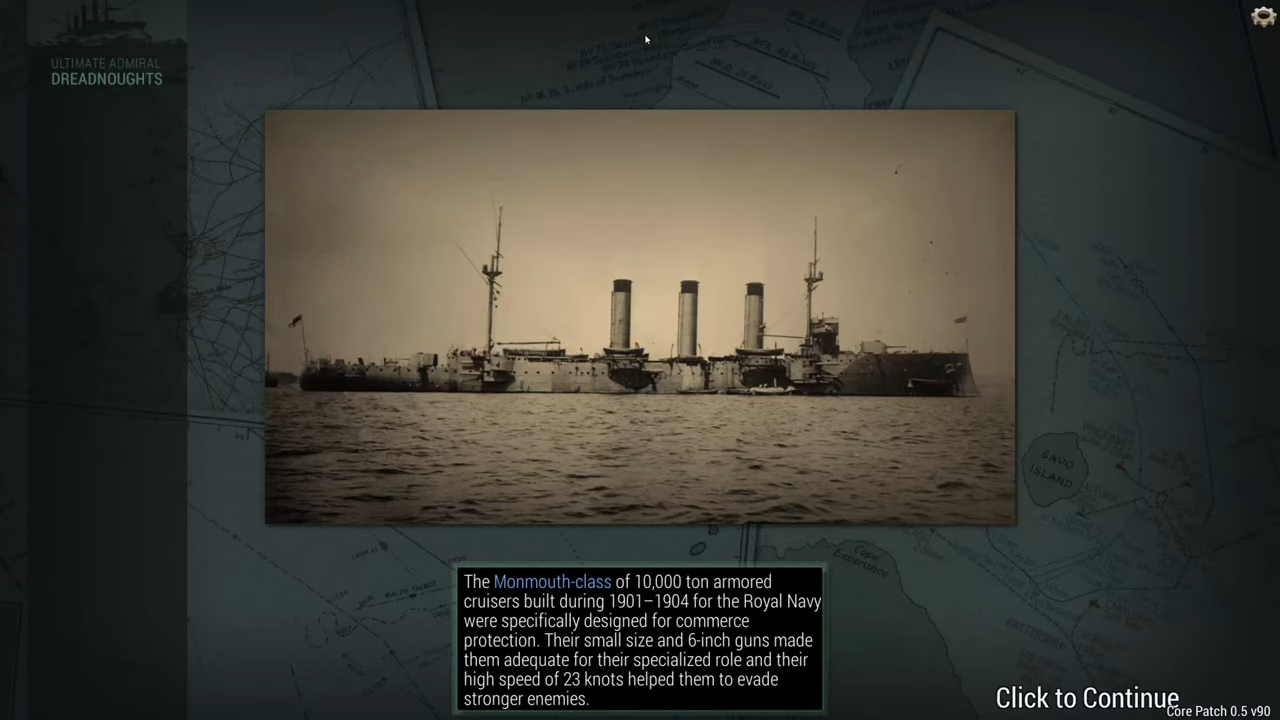 ULTIMATE ADMIRAL
DREADNOUGHTS
SAVO
ISLAND
Cape
Esperance
The Monmouth-class of 10,000 ton armored
cruisers built during 1901–1904 for the Royal Navy
were specifically designed for commerce
protection. Their small size and 6-inch guns made
them adequate for their specialized role and their
high speed of 23 knots helped them to evade
stronger enemies.
Click to Continue
Core Patch 0.5 v90